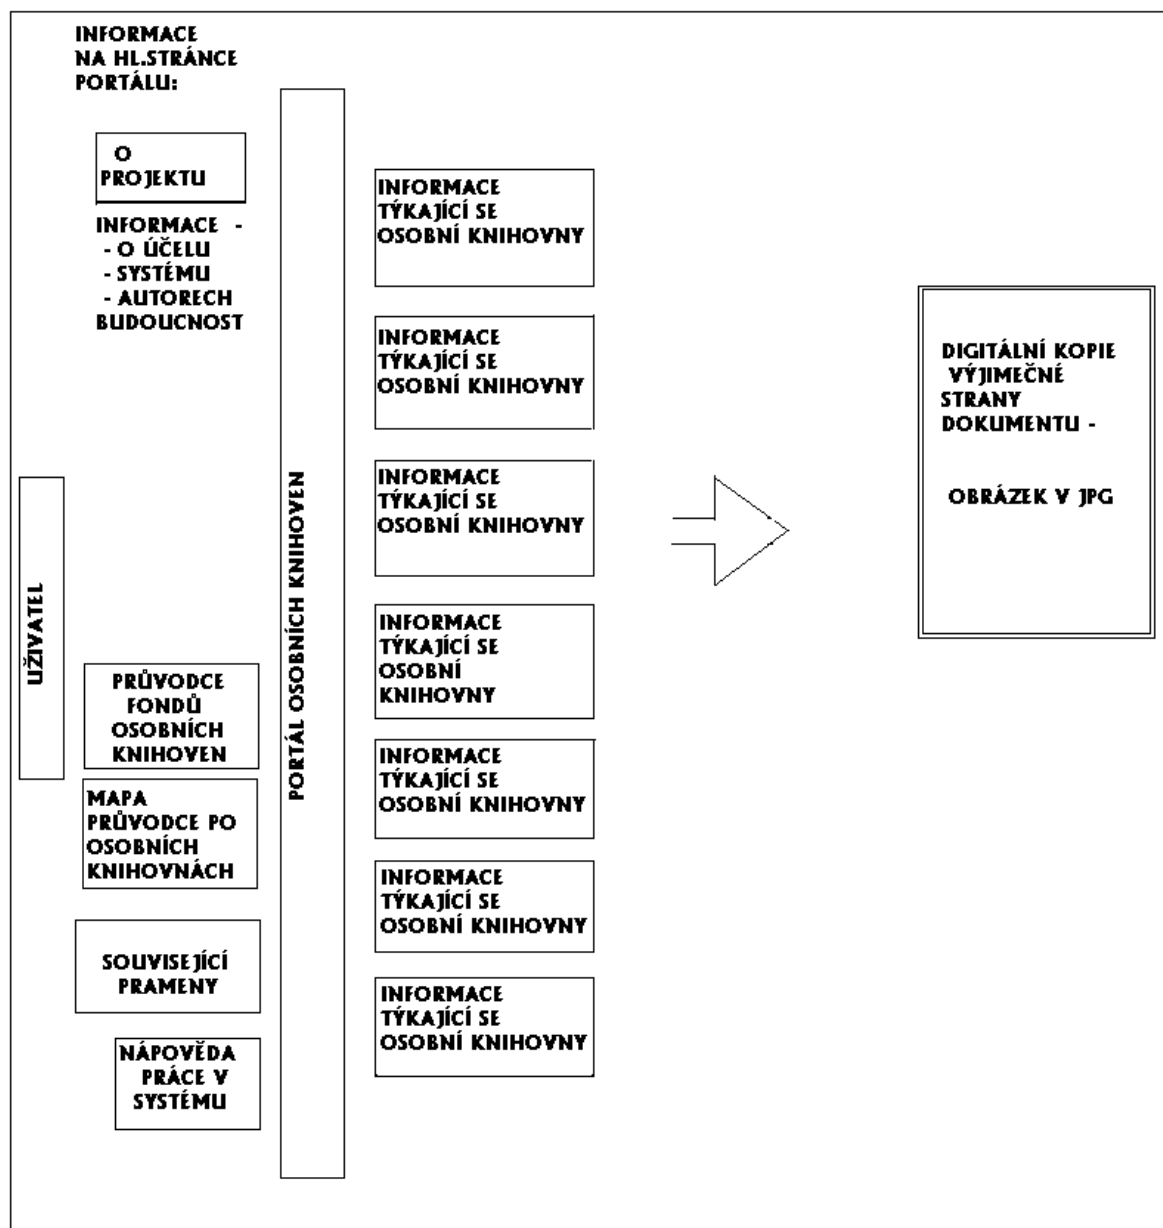 INFORMACE
NA HL.STRÁNCE
PORTÁLU:
O
PROJEKTU
INFORMACE -
- O ÚČELU
- SYSTÉMU
- AUTORECH
BUDOUCNOST
UŽIVATEL
PRŮVODCE
FONDŮ
OSOBNÍCH
KNIHOVEN
MAPA
PRŮVODCE PO
OSOBNÍCH
KNIHOVNÁCH
SOUVISEJÍCÍ
PRAMENY
NÁPOVĚDA
PRÁCE V
SYSTÉMU
PORTÁL OSOBNÍCH KNIHOVEN
INFORMACE
TÝKAJÍCÍ SE
OSOBNÍ KNIHOVNY
INFORMACE
TÝKAJÍCÍ SE
OSOBNÍ KNIHOVNY
INFORMACE
TÝKAJÍCÍ SE
OSOBNÍ KNIHOVNY
INFORMACE
TÝKAJÍCÍ SE
OSOBNÍ
KNIHOVNY
INFORMACE
TÝKAJÍCÍ SE
OSOBNÍ KNIHOVNY
INFORMACE
TÝKAJÍCÍ SE
OSOBNÍ KNIHOVNY
INFORMACE
TÝKAJÍCÍ SE
OSOBNÍ KNIHOVNY
DIGITÁLNÍ KOPIE
VÝJIMEČNÉ
STRANY
DOKUMENTU -
OBRÁZEK V JPG